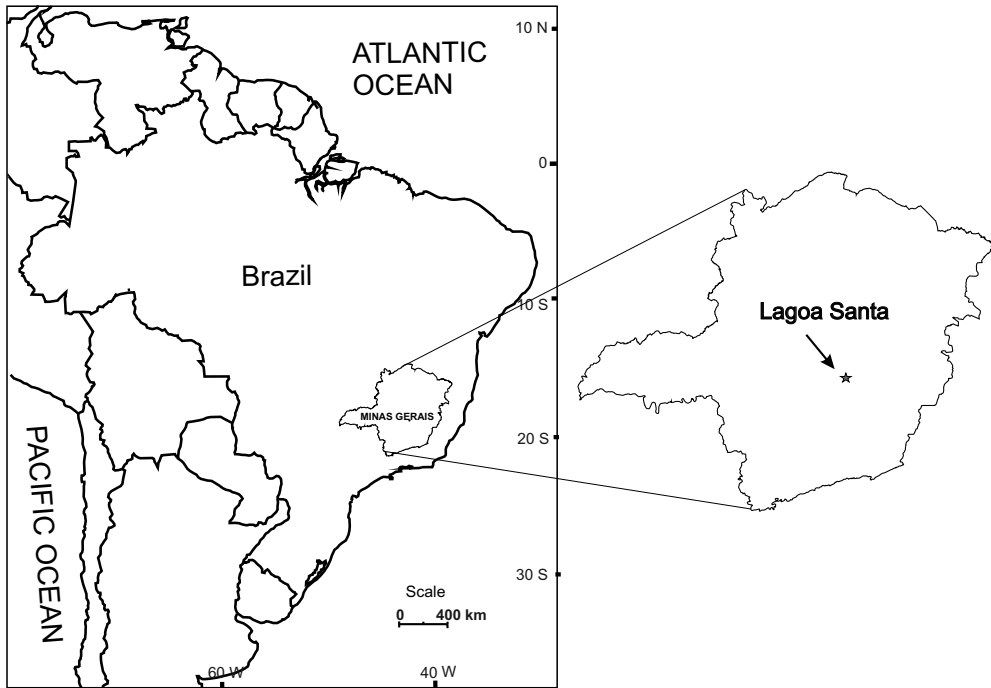 10 N
ATLANTIC
OCEAN
0
Brazil
10 S
Lagoa Santa
MINAS GERAIS
20 S
PACIFIC OCEAN
30 S
Scale
0 400 km
60 W
40 W